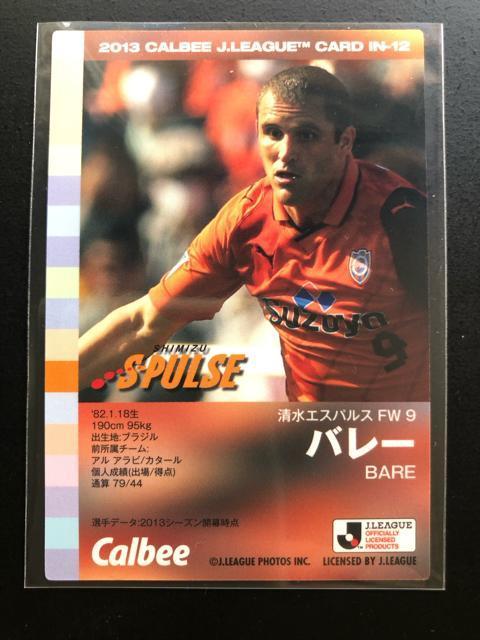 2013 CALBEE J.LEAGUE™ CARD IN-12
Suzuya
9
SHIMIZU
S-PULSE
'82.1.18生
190cm 95kg
出生地:ブラジル
前所属チーム:
アル アラビ/カタール
個人成績(出場/得点)
通算 79/44
選手データ:2013シーズン開幕時点
清水エスパルス FW 9
バレー
BARE
Calbee
J.LEAGUE
OFFICIALLY
LICENSED
PRODUCTS
©J.LEAGUE PHOTOS INC. LICENSED BY J.LEAGUE